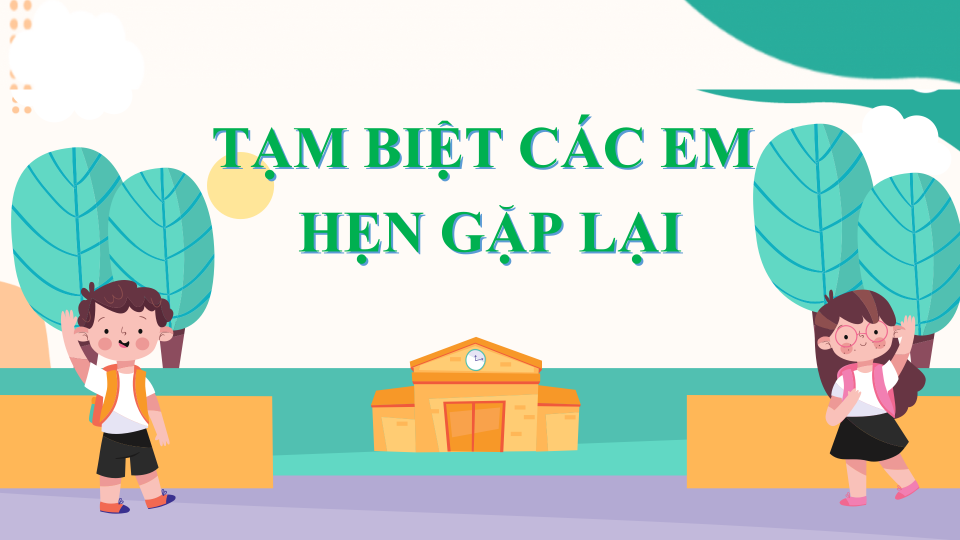 TẠM BIỆT CÁC EM
HẸN GẶP LẠI